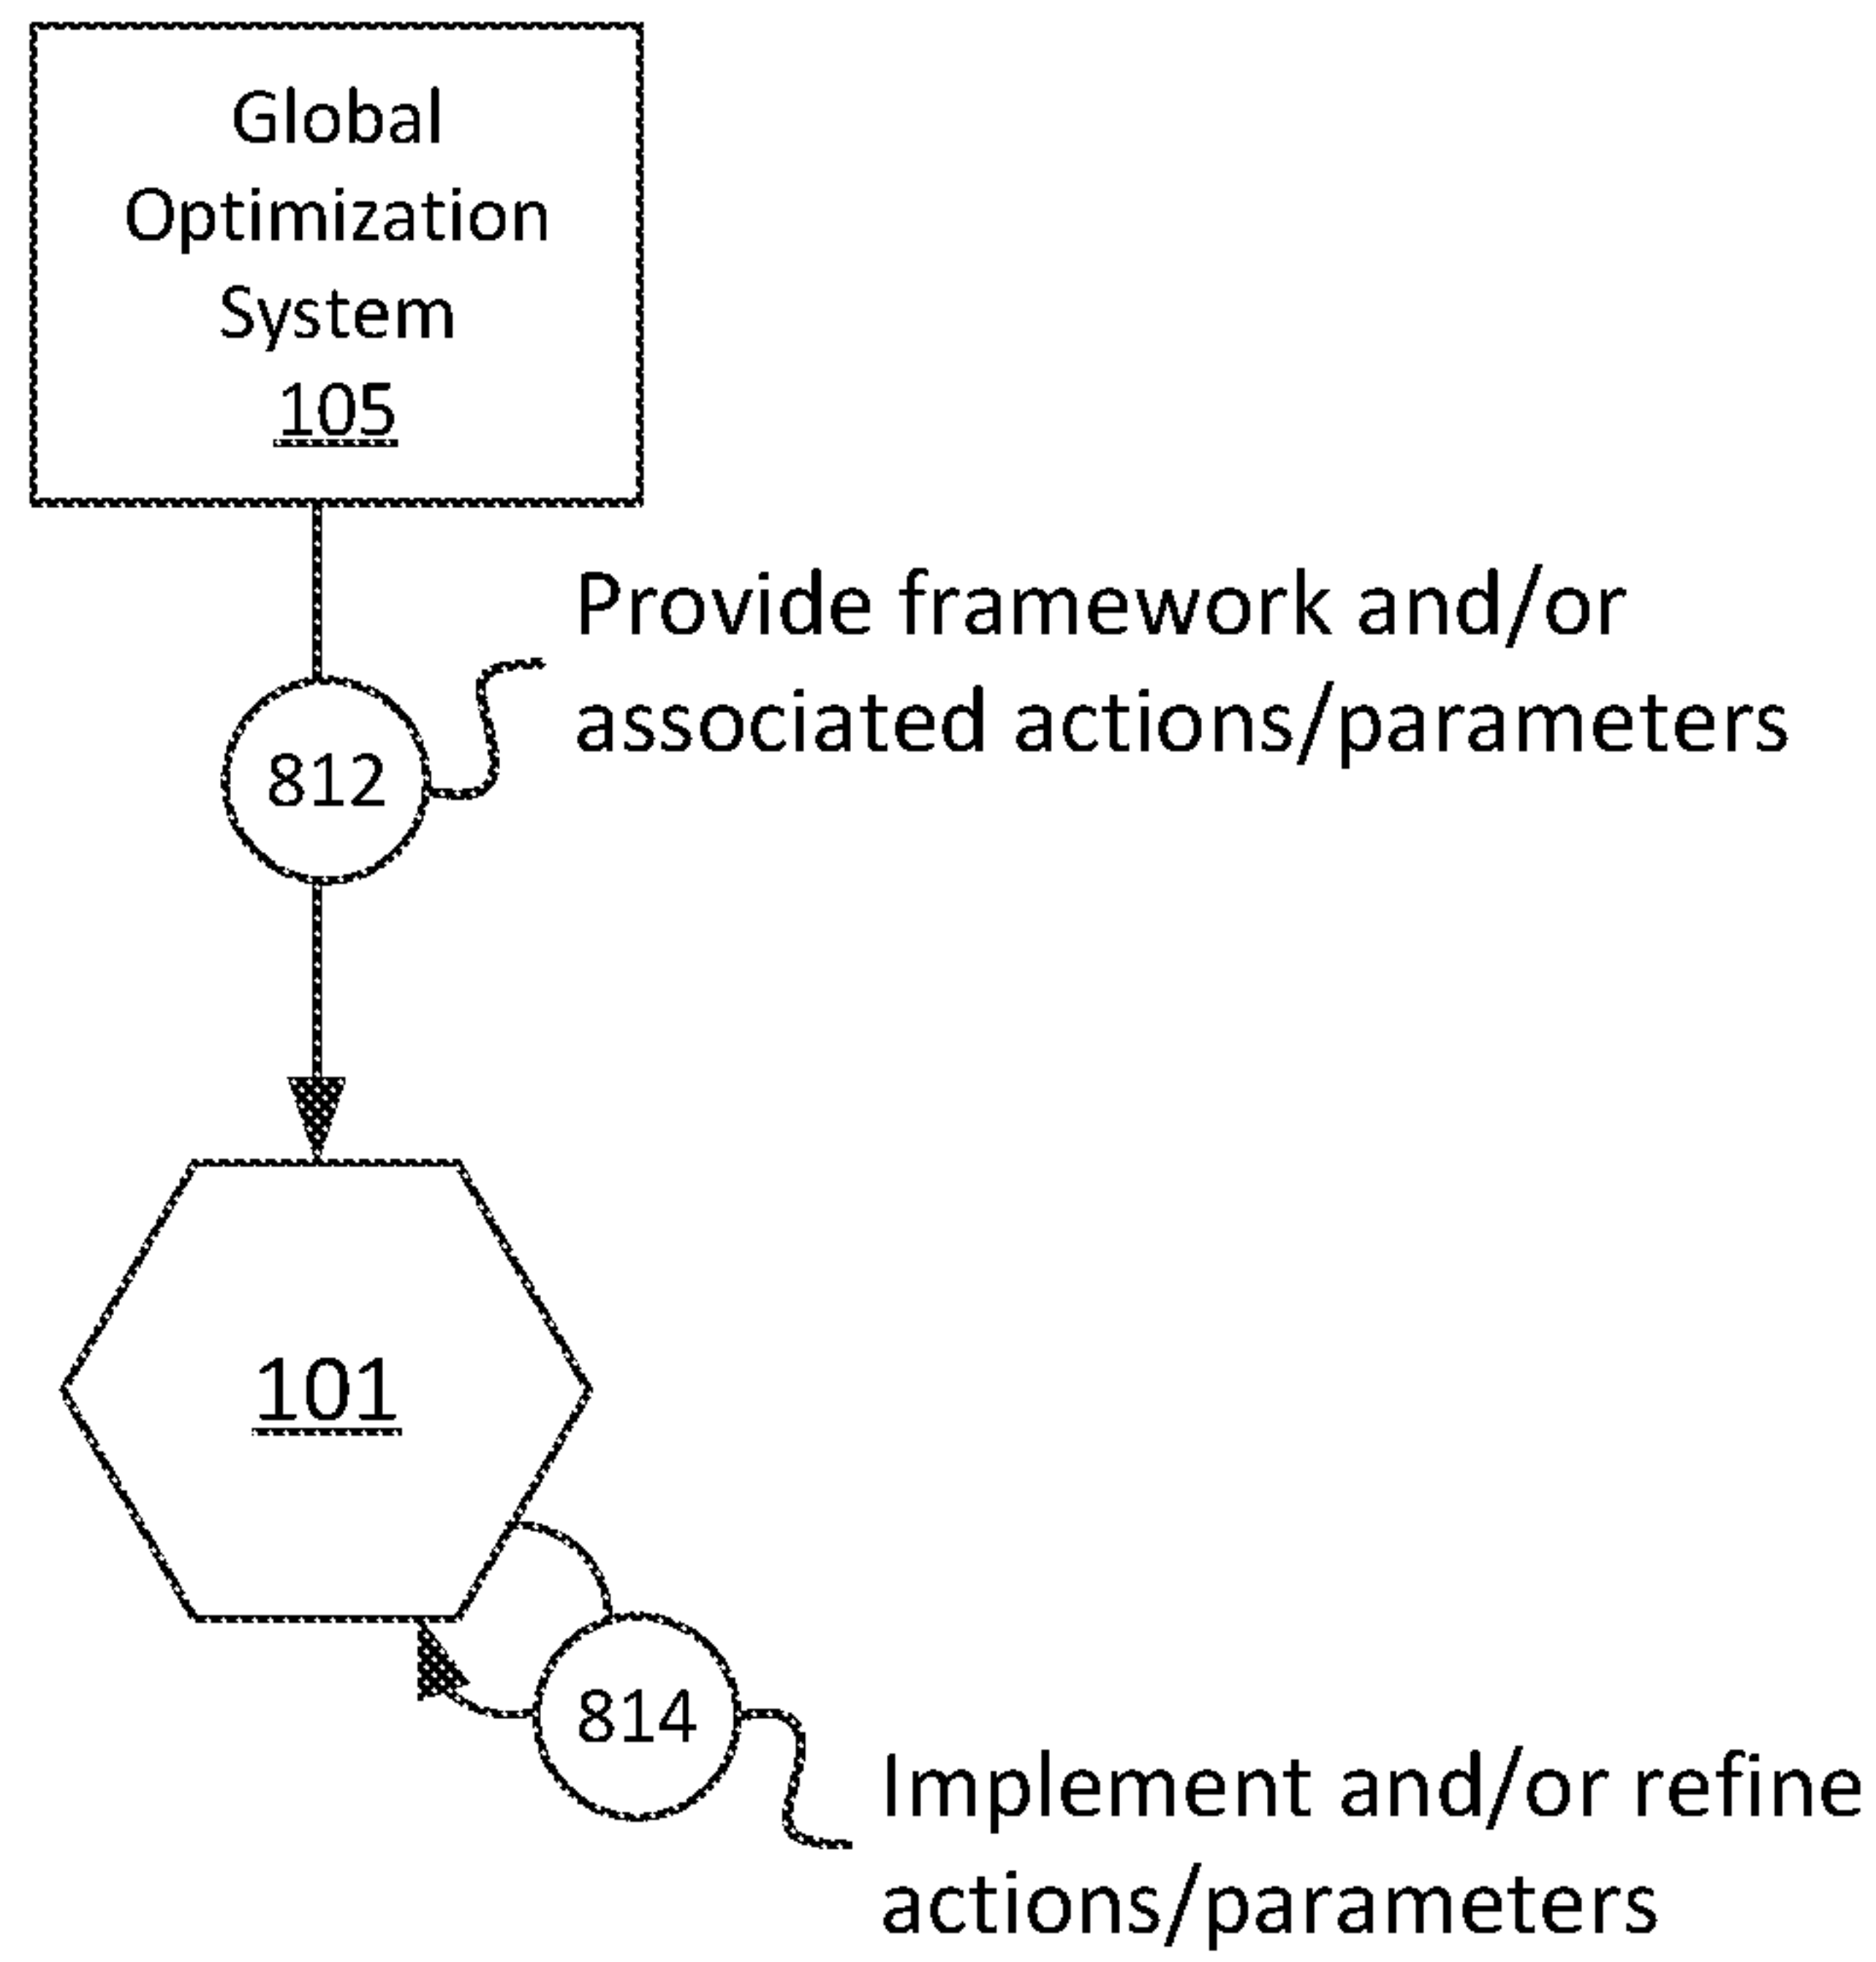 Global
Optimization
System
105
Provide framework and/or
associated actions/parameters
812
101
814
Implement and/or refine
actions/parameters